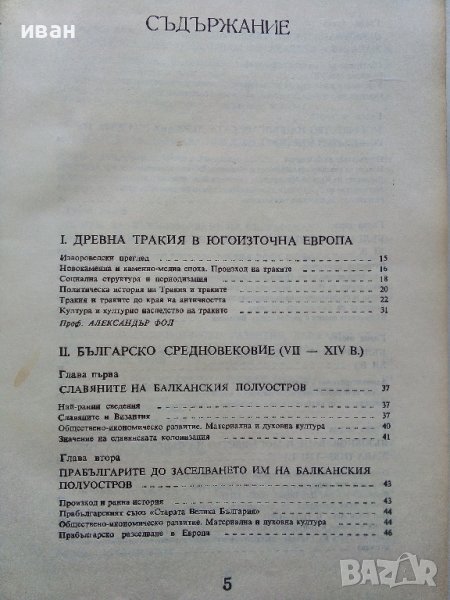 иван
СЪДЪРЖАНИЕ
I. ДРЕВНА ТРАКИЯ В ЮГОИЗТОЧНА ЕВРОПА
Извороведски преглед 15
Новокаменна и каменно-медна епоха. Произход на траките 16
Социална структура и периодизация 18
Политическа история на Тракия и траките 20
Тракия и траките до края на античността 22
Култура и културно наследство на траките 31
Проф. АЛЕКСАНДЪР ФОЛ
II. БЪЛГАРСКО СРЕДНОВЕКОВИЕ (VII — XIV В.)
Глава първа
СЛАВЯНИТЕ НА БАЛКАНСКИЯ ПОЛУОСТРОВ 37
Най-ранни сведения 37
Славяните и Византия 37
Обществено-икономическо развитие. Материална и духовна култура 40
Значение на славянската колонизация 41
Глава втора
ПРАБЪЛГАРИТЕ ДО ЗАСЕЛВАНЕТО ИМ НА БАЛКАНСКИЯ
ПОЛУОСТРОВ 43
Произход и ранна история 43
Прабългарският съюз «Старата Велика България» 44
Обществено-икономическо развитие. Материална и духовна култура 44
Прабългарско разселване в Европа 46
5
BAZAR
.bg